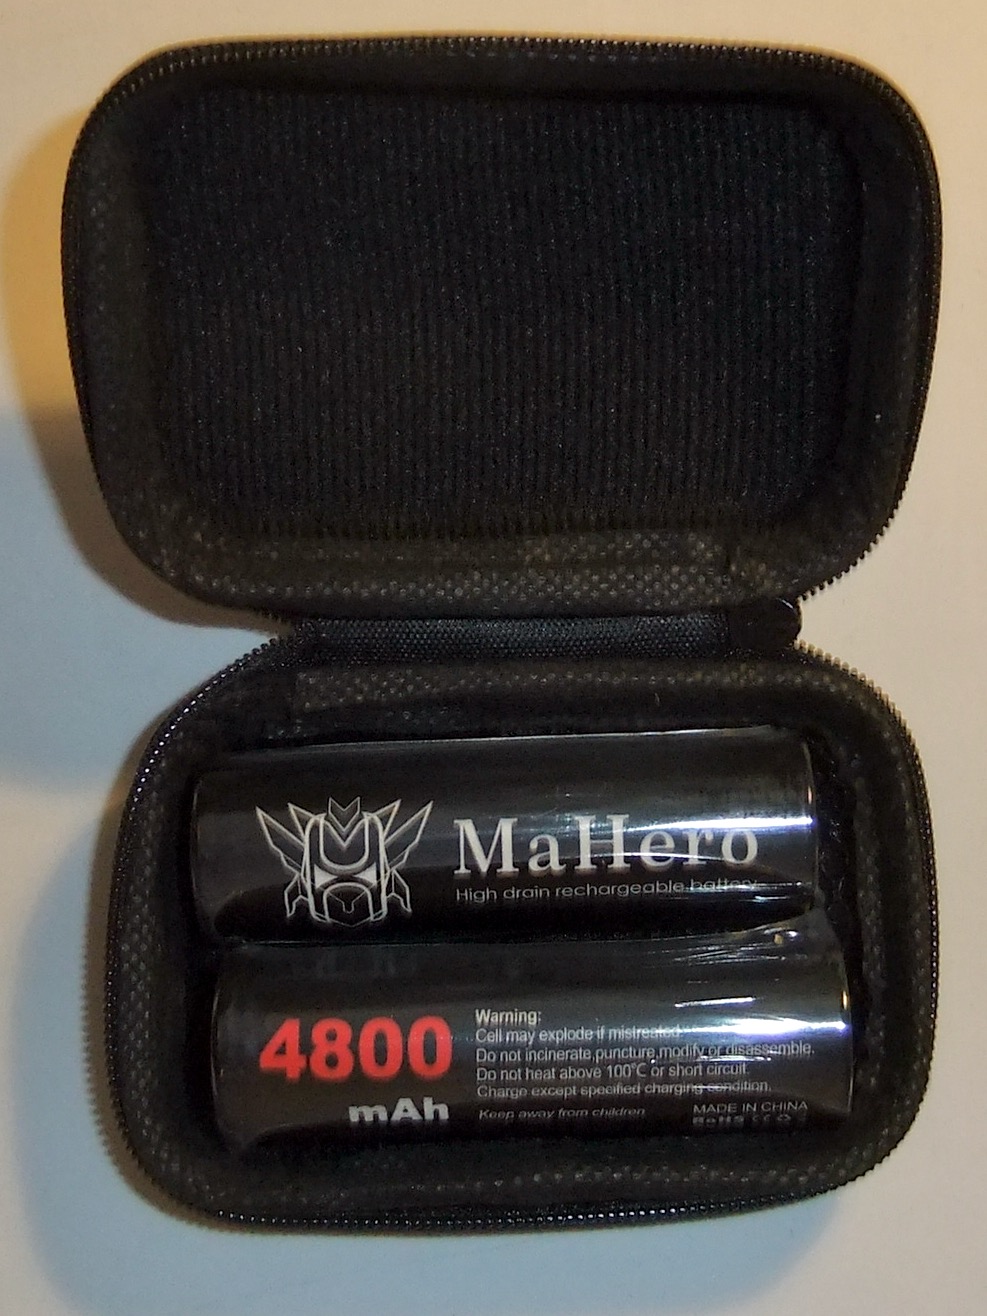 MaHero
High drain rechargeable battery
4800
mAh
Warning:
Cell may explode if mistreated.
Do not incinerate,puncture,modify or disassemble.
Do not heat above 100°C or short circuit.
Charge except specified charging condition.
Keep away from children
MADE IN CHINA
RoHS